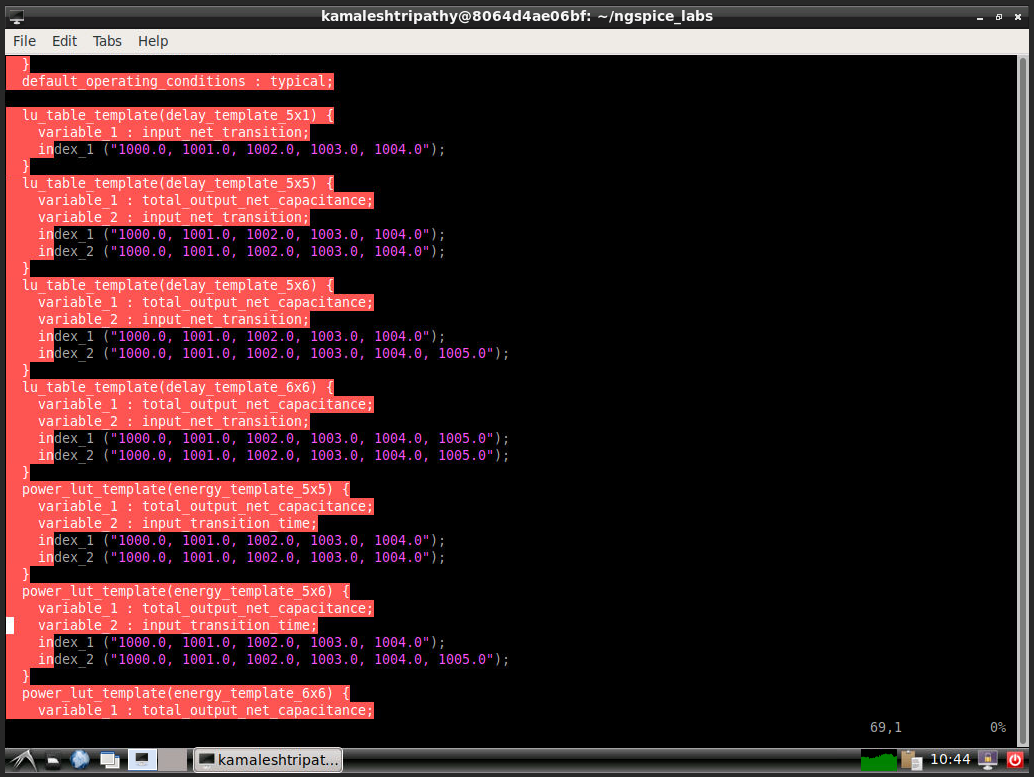 kamaleshtripathy@8064d4ae06bf: ~/ngspice_labs
File Edit Tabs Help
}
default_operating_conditions : typical;
lu_table_template(delay_template_5x1) {
variable_1 : input_net_transition;
index_1 ("1000.0, 1001.0, 1002.0, 1003.0, 1004.0");
}
lu_table_template(delay_template_5x5) {
variable_1 : total_output_net_capacitance;
variable_2 : input_net_transition;
index_1 ("1000.0, 1001.0, 1002.0, 1003.0, 1004.0");
index_2 ("1000.0, 1001.0, 1002.0, 1003.0, 1004.0");
}
lu_table_template(delay_template_5x6) {
variable_1 : total_output_net_capacitance;
variable_2 : input_net_transition;
index_1 ("1000.0, 1001.0, 1002.0, 1003.0, 1004.0");
index_2 ("1000.0, 1001.0, 1002.0, 1003.0, 1004.0, 1005.0");
}
lu_table_template(delay_template_6x6) {
variable_1 : total_output_net_capacitance;
variable_2 : input_net_transition;
index_1 ("1000.0, 1001.0, 1002.0, 1003.0, 1004.0, 1005.0");
index_2 ("1000.0, 1001.0, 1002.0, 1003.0, 1004.0, 1005.0");
}
power_lut_template(energy_template_5x5) {
variable_1 : total_output_net_capacitance;
variable_2 : input_transition_time;
index_1 ("1000.0, 1001.0, 1002.0, 1003.0, 1004.0");
index_2 ("1000.0, 1001.0, 1002.0, 1003.0, 1004.0");
}
power_lut_template(energy_template_5x6) {
variable_1 : total_output_net_capacitance;
variable_2 : input_transition_time;
index_1 ("1000.0, 1001.0, 1002.0, 1003.0, 1004.0");
index_2 ("1000.0, 1001.0, 1002.0, 1003.0, 1004.0, 1005.0");
}
power_lut_template(energy_template_6x6) {
variable_1 : total_output_net_capacitance;
69,1 0%
kamaleshtripat... 10:44